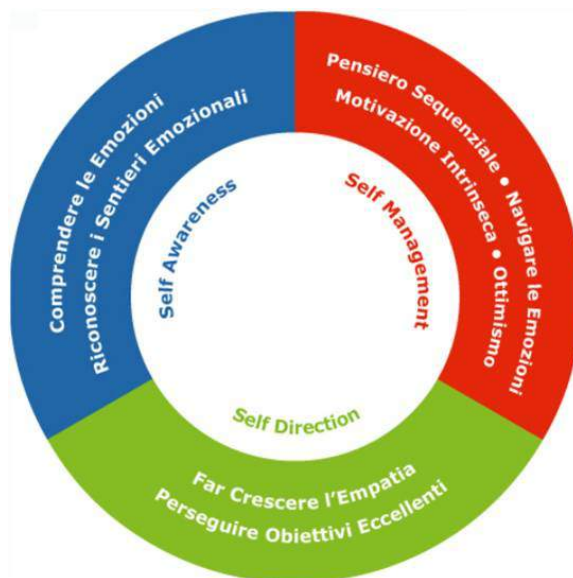 Comprendere le Emozioni
Riconoscere i Sentieri Emozionali
Self Awareness
Pensiero Sequenziale • Navigare le Emozioni
Motivazione Intrinseca • Ottimismo
Self Management
Self Direction
Far Crescere l’Empatia
Perseguire Obiettivi Eccellenti